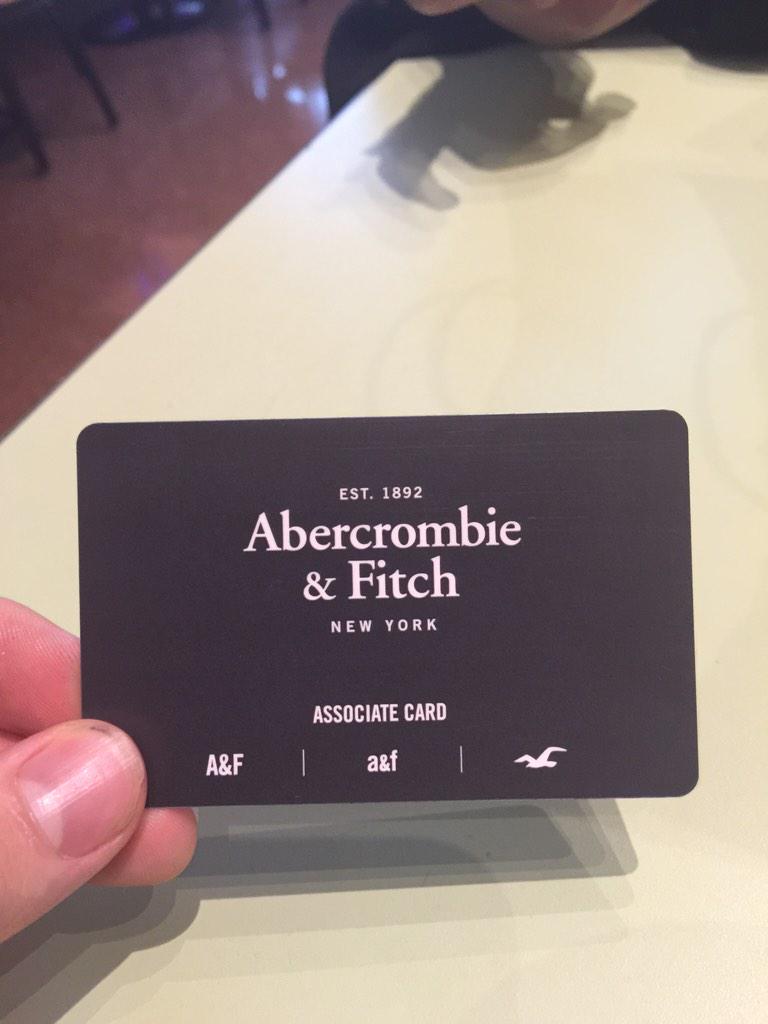 EST. 1892
Abercrombie
& Fitch
NEW YORK
ASSOCIATE CARD
A&F | a&f |